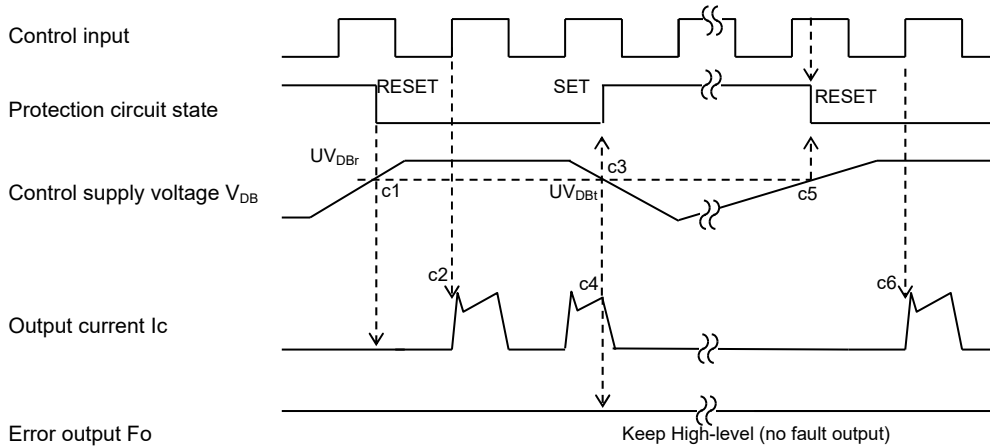 Control input
RESET
SET
Protection circuit state
RESET
UVDBr
c3
Control supply voltage VDB
c1
UVDBt
c5
c2
c4
c6
Output current Ic
Error output Fo
Keep High-level (no fault output)